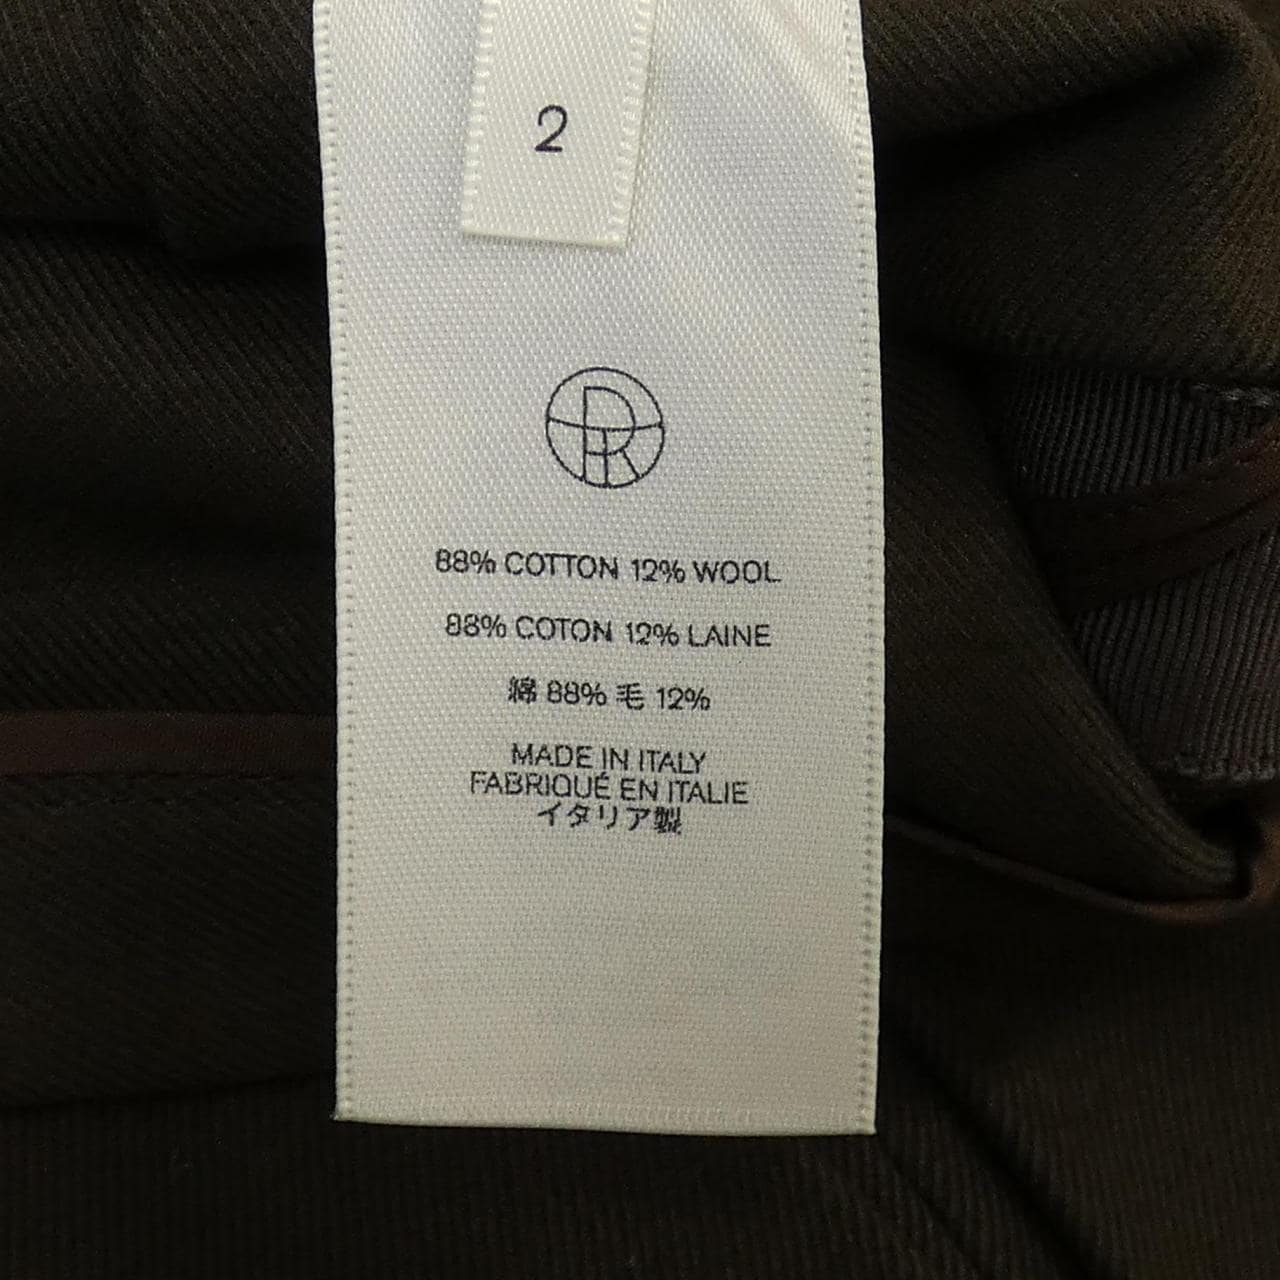 2
88% COTTON 12% WOOL
88% COTON 12% LAINE
綿 88% 毛 12%
MADE IN ITALY
FABRIQUÉ EN ITALIE
イタリア製